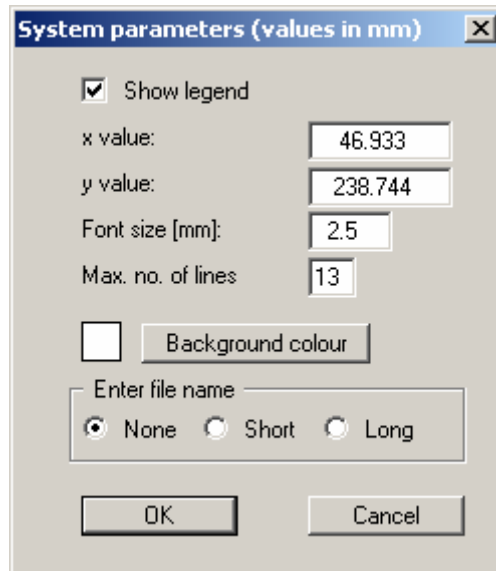 System parameters (values in mm)
Show legend
x value: 46.933
y value: 238.744
Font size [mm]: 2.5
Max. no. of lines 13
Background colour
Enter file name
None Short Long
OK Cancel